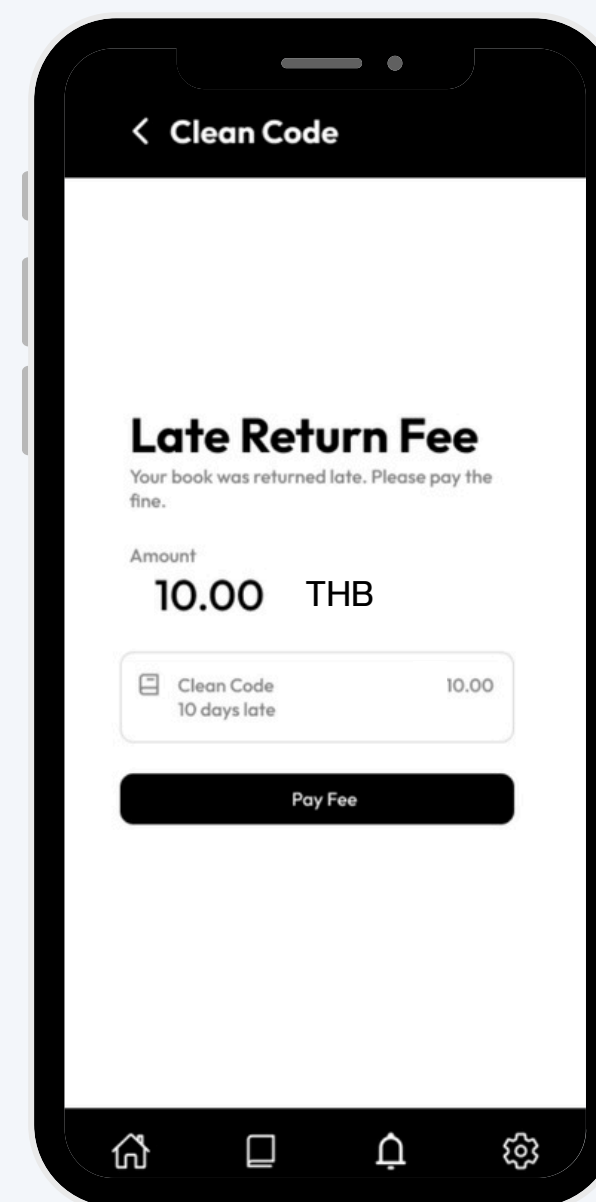 Clean Code
Late Return Fee
Your book was returned late. Please pay the
fine.
Amount
10.00 THB
Clean Code 10.00
10 days late
Pay Fee